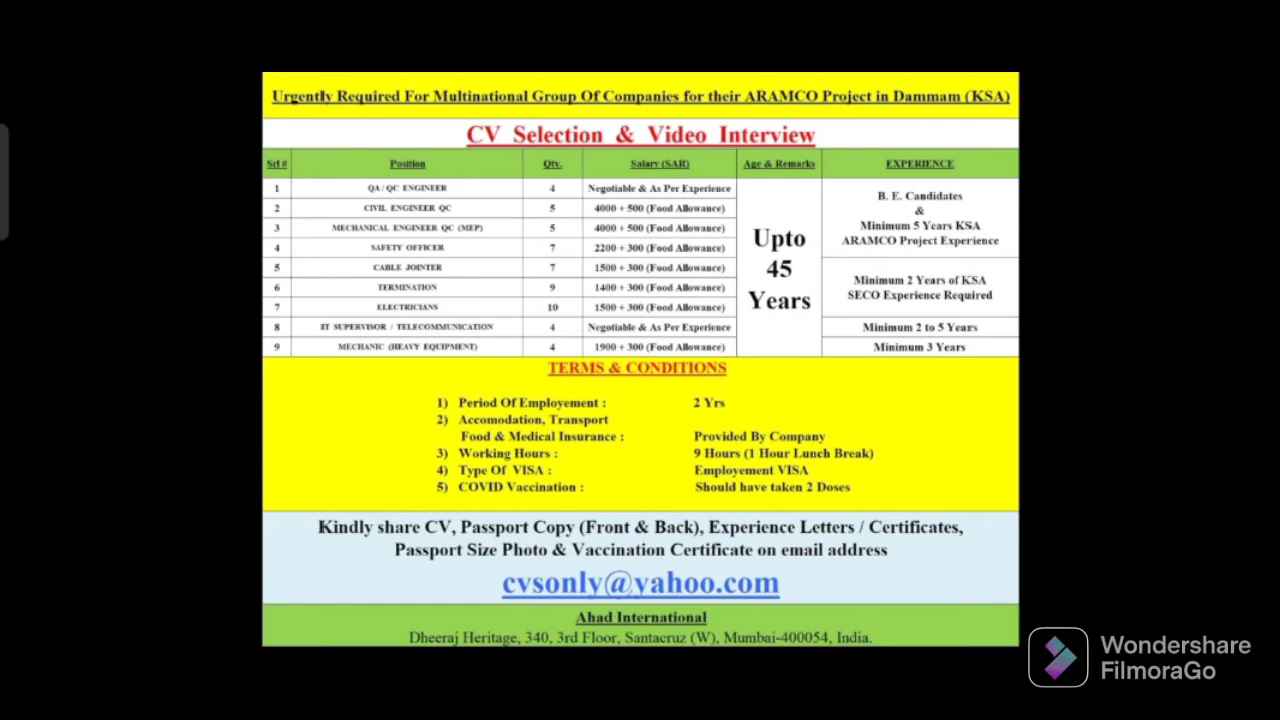 Urgently Required For Multinational Group Of Companies for their ARAMCO Project in Dammam (KSA)
CV Selection & Video Interview
Srl # Position Qty. Salary (SAR) Age & Remarks EXPERIENCE
1 QA / QC ENGINEER 4 Negotiable & As Per Experience
2 CIVIL ENGINEER QC 5 4000 + 500 (Food Allowance)
3 MECHANICAL ENGINEER QC (MEP) 5 4000 + 500 (Food Allowance)
4 SAFETY OFFICER 7 2200 + 300 (Food Allowance)
5 CABLE JOINTER 7 1500 + 300 (Food Allowance)
6 TERMINATION 9 1400 + 300 (Food Allowance)
7 ELECTRICIANS 10 1500 + 300 (Food Allowance)
8 IT SUPERVISOR / TELECOMMUNICATION 4 Negotiable & As Per Experience
9 MECHANIC (HEAVY EQUIPMENT) 4 1900 + 300 (Food Allowance)
Upto
45
Years
B. E. Candidates
&
Minimum 5 Years KSA
ARAMCO Project Experience
Minimum 2 Years of KSA
SECO Experience Required
Minimum 2 to 5 Years
Minimum 3 Years
TERMS & CONDITIONS
1) Period Of Employement : 2 Yrs
2) Accomodation, Transport
Food & Medical Insurance : Provided By Company
3) Working Hours : 9 Hours (1 Hour Lunch Break)
4) Type Of VISA : Employement VISA
5) COVID Vaccination : Should have taken 2 Doses
Kindly share CV, Passport Copy (Front & Back), Experience Letters / Certificates,
Passport Size Photo & Vaccination Certificate on email address
cvsonly@yahoo.com
Ahad International
Dheeraj Heritage, 340, 3rd Floor, Santacruz (W), Mumbai-400054, India.
Wondershare
FilmoraGo